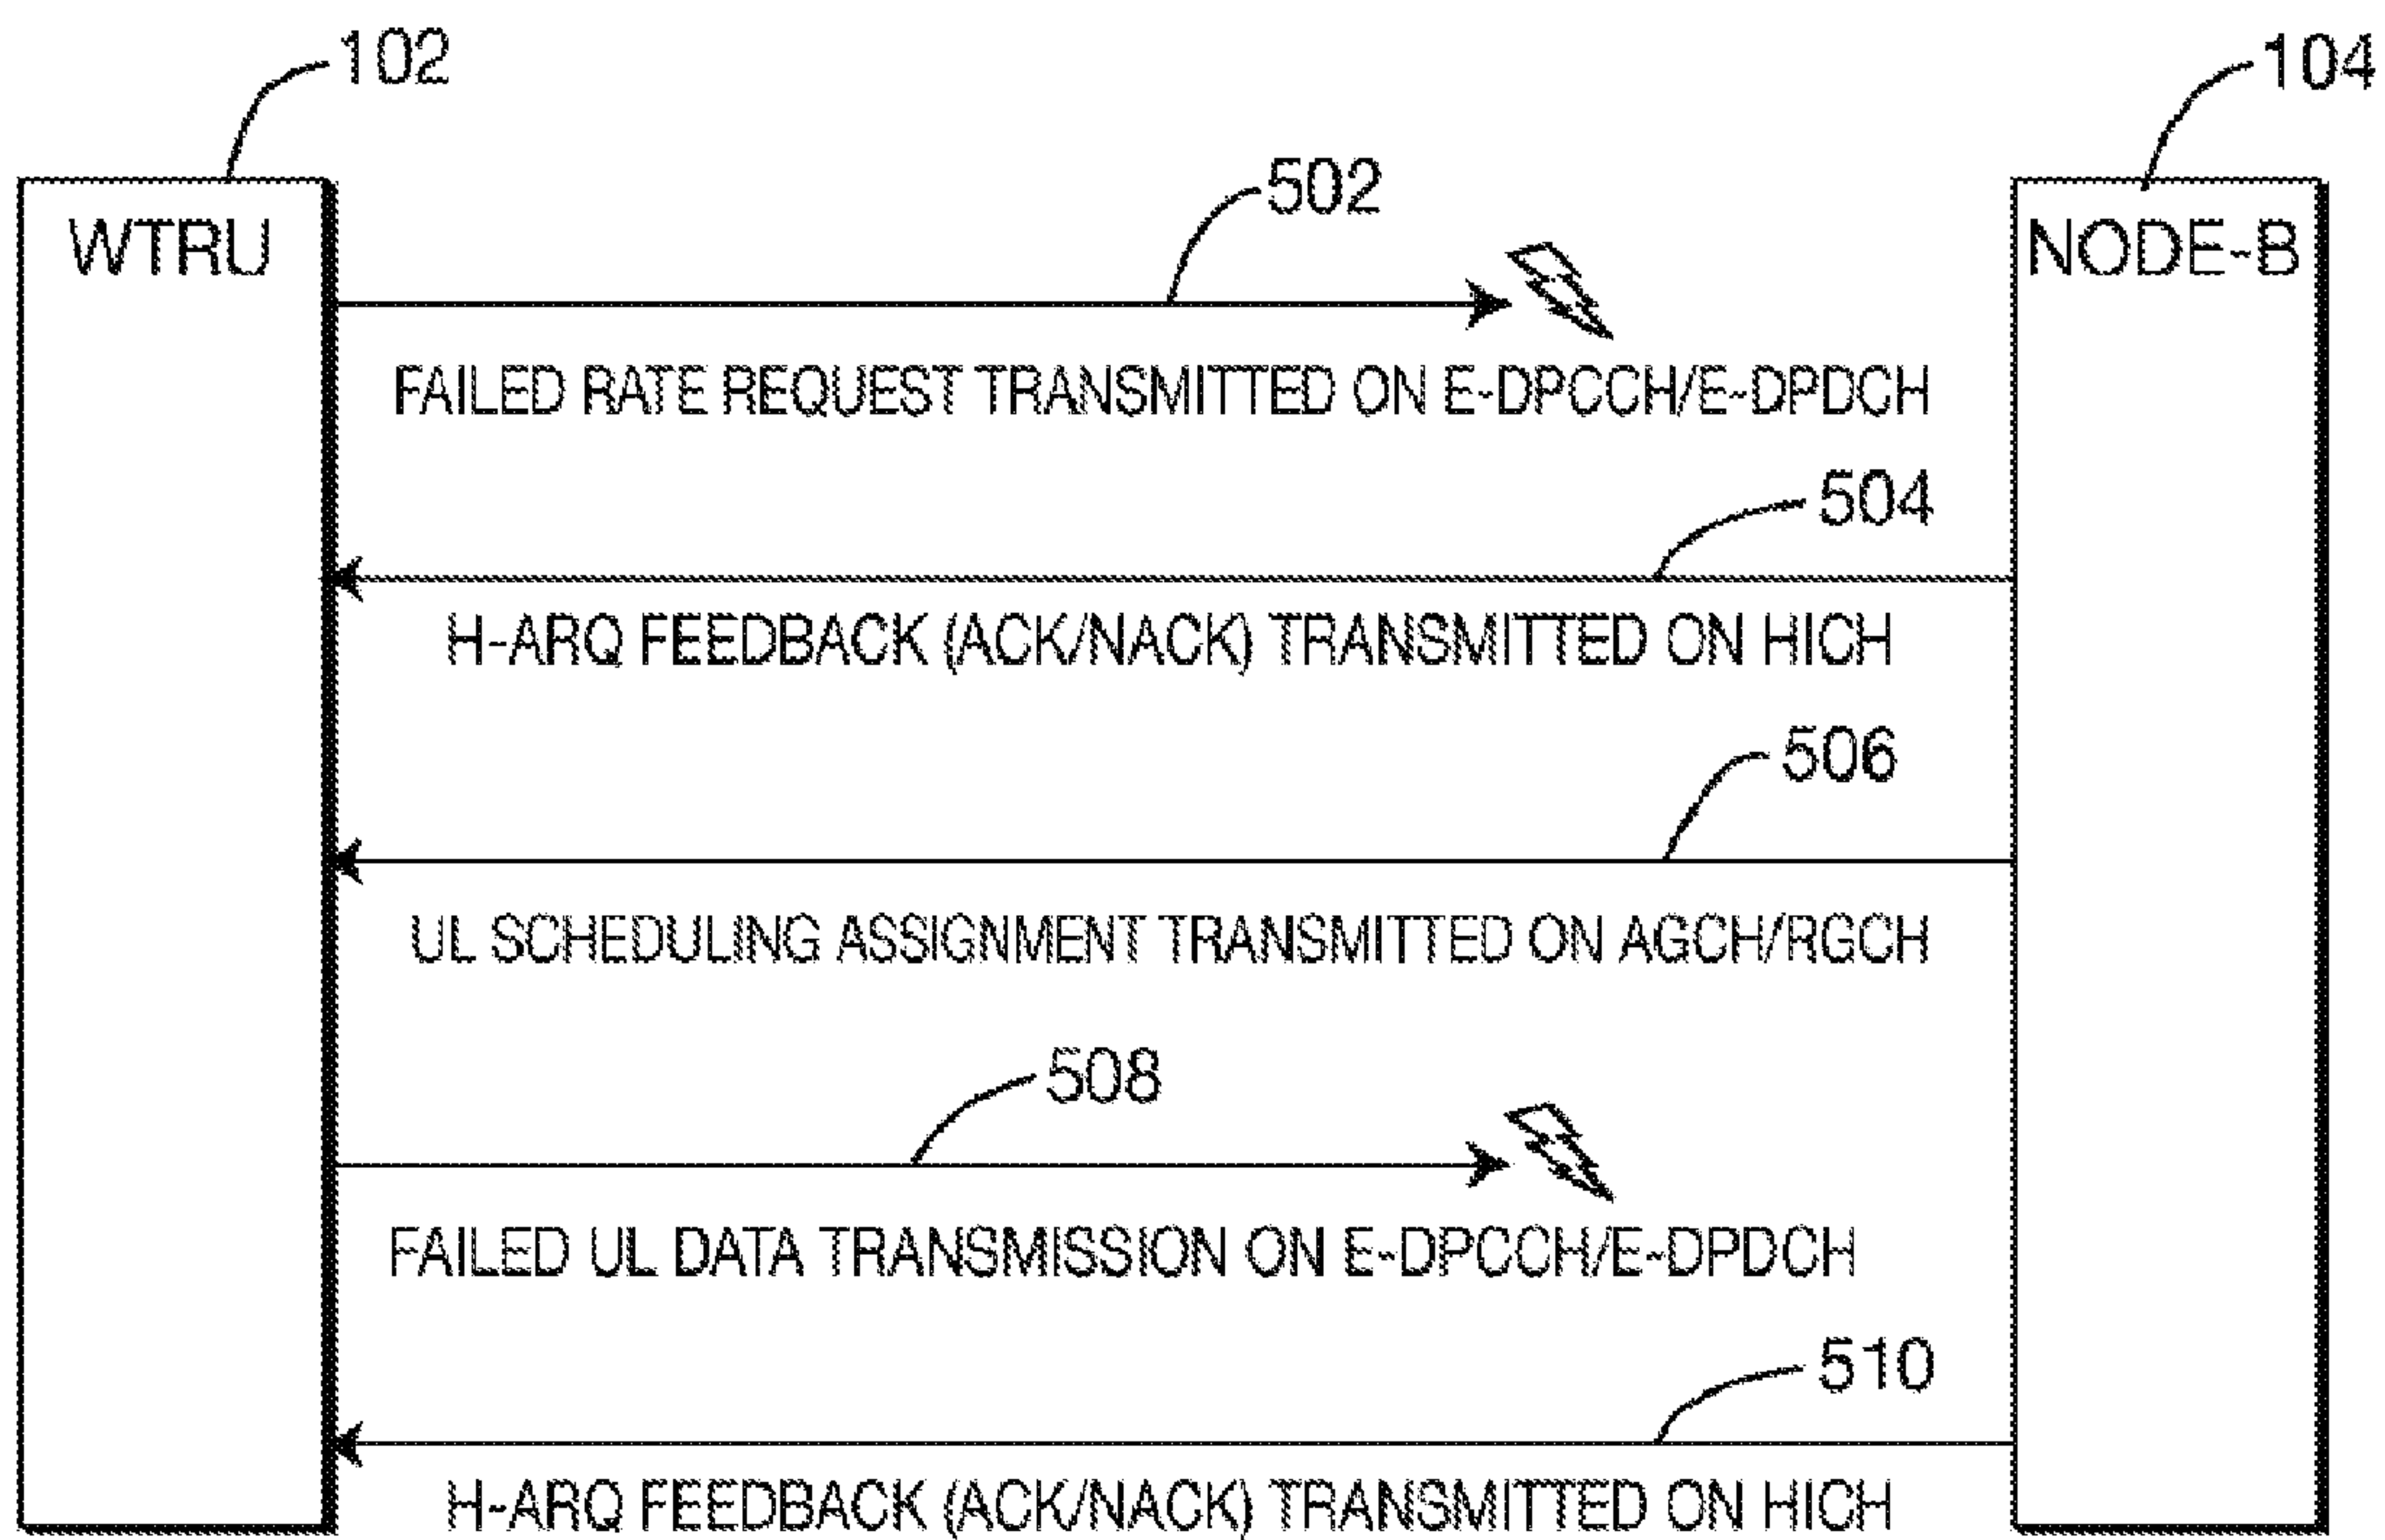 102
104
WTRU
502
NODE-B
FAILED RATE REQUEST TRANSMITTED ON E-DPCCH/E-DPDCH
504
H-ARQ FEEDBACK (ACK/NACK) TRANSMITTED ON HICH
506
UL SCHEDULING ASSIGNMENT TRANSMITTED ON AGCH/RGCH
508
FAILED UL DATA TRANSMISSION ON E-DPCCH/E-DPDCH
510
H-ARQ FEEDBACK (ACK/NACK) TRANSMITTED ON HICH